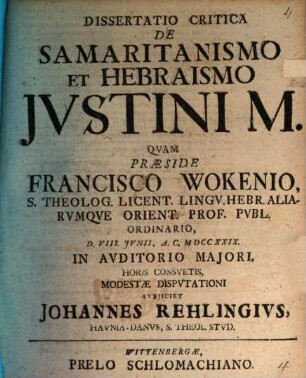 DISSERTATIO CRITICA
DE
SAMARITANISMO
ET HEBRAISMO
JVSTINI M.
QVAM
PRÆSIDE
FRANCISCO WOKENIO,
S. THEOLOG. LICENT. LINGV. HEBR. ALIA-
RVMQVE ORIENT. PROF. PVBL.
ORDINARIO,
D. VIII. JVNII, A. C. MDCCXXIX.
IN AVDITORIO MAJORI,
HORIS CONSVETIS,
MODESTÆ DISPVTATIONI
SVBJICIET
JOHANNES REHLINGIVS,
HAVNIA-DANVS, S. THEOL. STVD.
WITTENBERGÆ,
PRELO SCHLOMACHIANO.